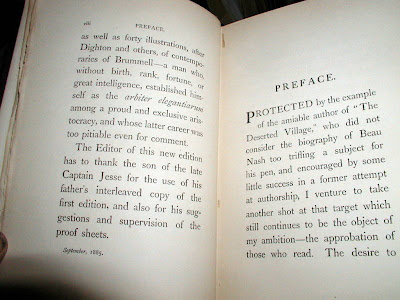 viii PREFACE.
as well as forty illustrations, after
Dighton and others, of contempo-
raries of Brummell—a man who,
without birth, rank, fortune, or
great intelligence, established him-
self as the arbiter elegantiarum
among a proud and exclusive aris-
tocracy, and whose latter career was
too pitiable even for comment.
The Editor of this new edition
has to thank the son of the late
Captain Jesse for the use of his
father's interleaved copy of the
first edition, and also for his sug-
gestions and supervision of the
proof sheets.
September, 1885.
PREFACE.
PROTECTED by the example
of the amiable author of "The
Deserted Village," who did not
consider the biography of Beau
Nash too trifling a subject for
his pen, and encouraged by some
little success in a former attempt
at authorship, I venture to take
another shot at that target which
still continues to be the object of
my ambition—the approbation of
those who read. The desire to